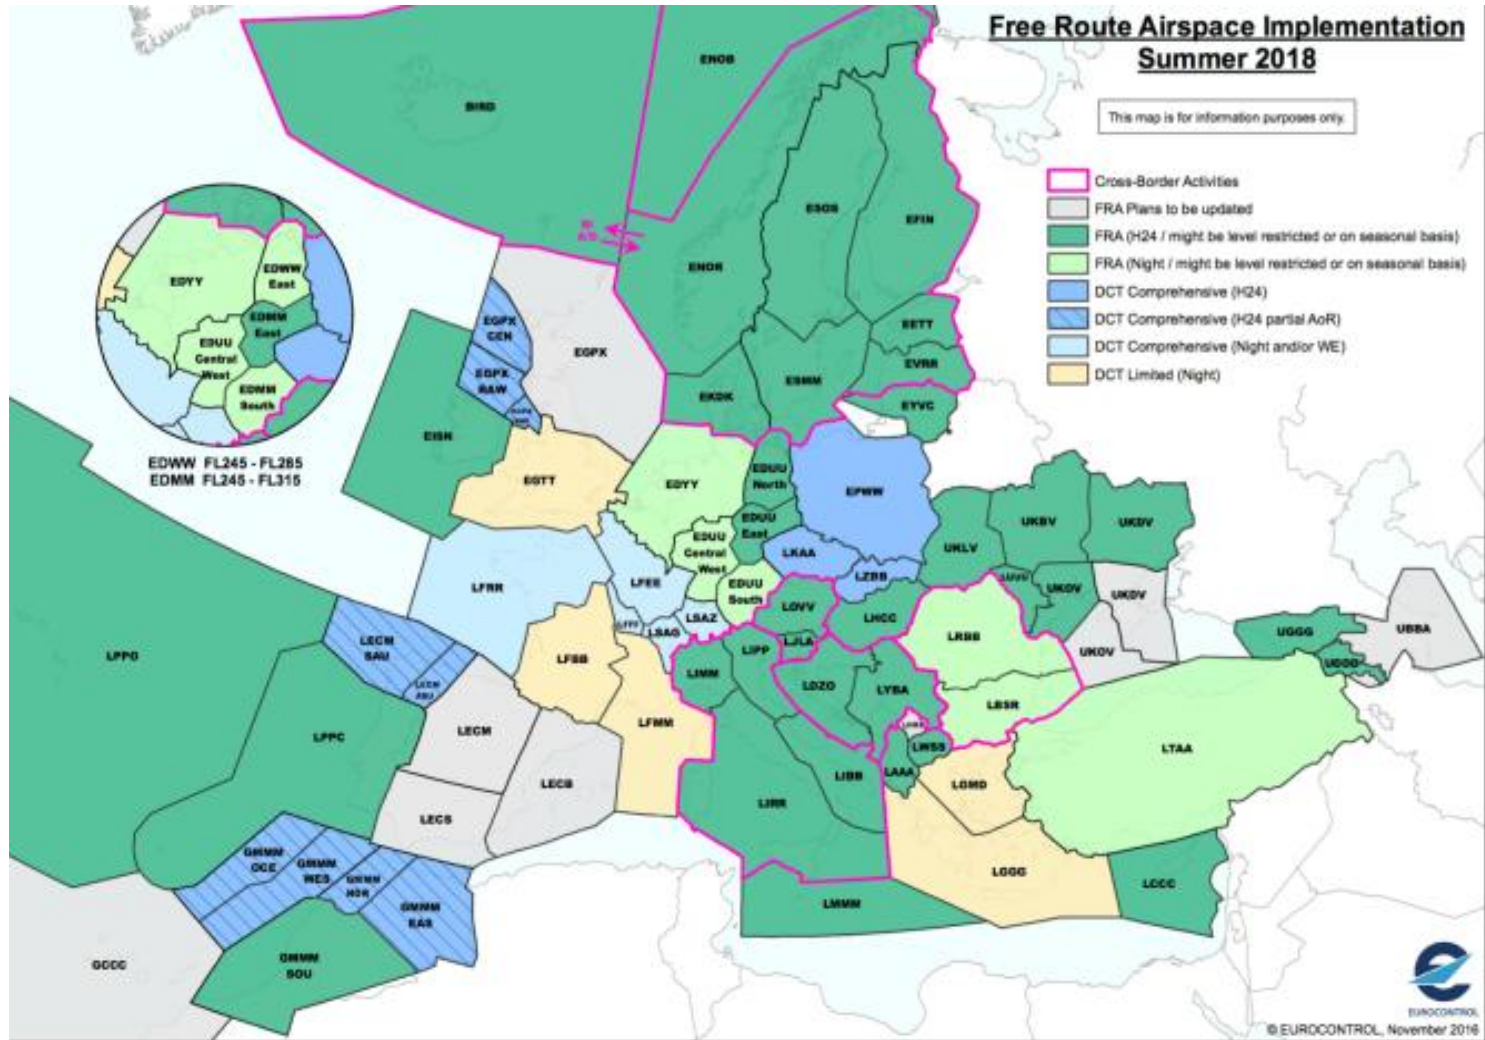 Free Route Airspace Implementation
Summer 2018
This map is for information purposes only.
Cross-Border Activities
FRA Plans to be updated
FRA (H24 / might be level restricted or on seasonal basis)
FRA (Night / might be level restricted or on seasonal basis)
DCT Comprehensive (H24)
DCT Comprehensive (H24 partial AoR)
DCT Comprehensive (Night and/or WE)
DCT Limited (Night)
ENOB
BIRD
ESOS
EFIN
ENOR
EETT
EVRR
EYVC
ESMM
EKDK
EGPX
EGPX
CEN
EGPX
RAW
EISN
EGTT
EDYY
EDWW
East
EDMM
East
EDUU
Central
West
EDMM
South
EDWW FL245 - FL285
EDMM FL245 - FL315
EDYY
EDUU
North
EDUU
East
EDUU
Central
West
EDUU
South
EPWW
LKAA
LZBB
UKLV
UKBV
UKDV
UKOV
UKDV
UKOV
LFRR
LFEE
LSAG
LSAZ
LOVV
LHCC
LJLA
LRBB
LBSR
UGGG
UGGG
UBBA
LPPO
LECM
SAU
LECM
LPPC
LECB
LECS
LFBB
LFMM
LIMM
LIPP
LDZO
LYBA
LWSS
LAAA
LIBB
LIRR
LGMD
LTAA
LGGG
LCCC
LMMM
GMMM
OCE
GMMM
WES
GMMM
NOR
GMMM
EAS
GMMM
SOU
GCCC
EUROCONTROL
© EUROCONTROL, November 2016